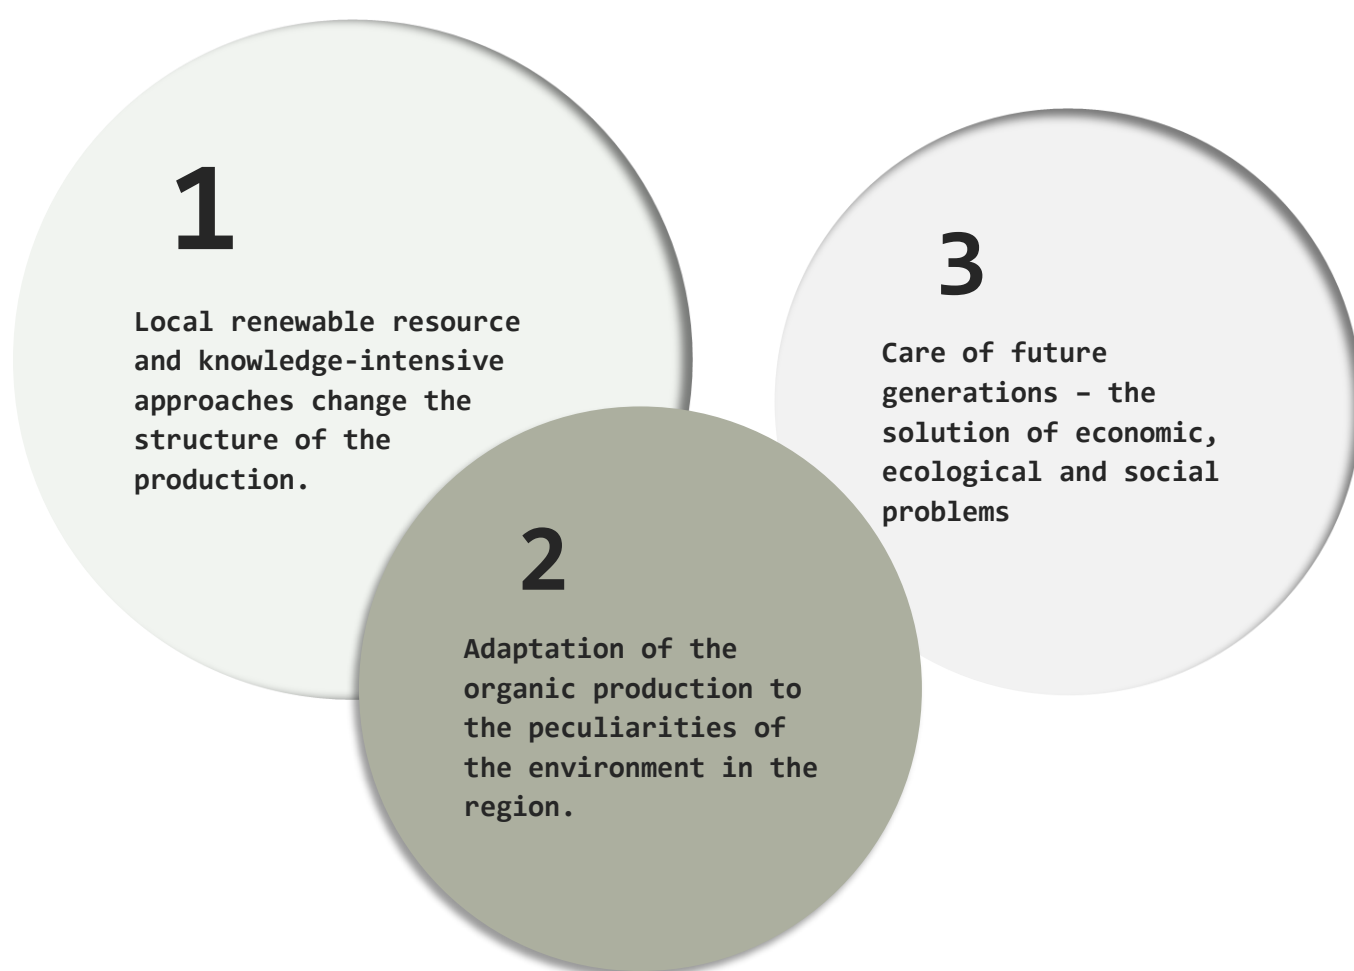 1
Local renewable resource
and knowledge-intensive
approaches change the
structure of the
production.
2
Adaptation of the
organic production to
the peculiarities of
the environment in the
region.
3
Care of future
generations – the
solution of economic,
ecological and social
problems